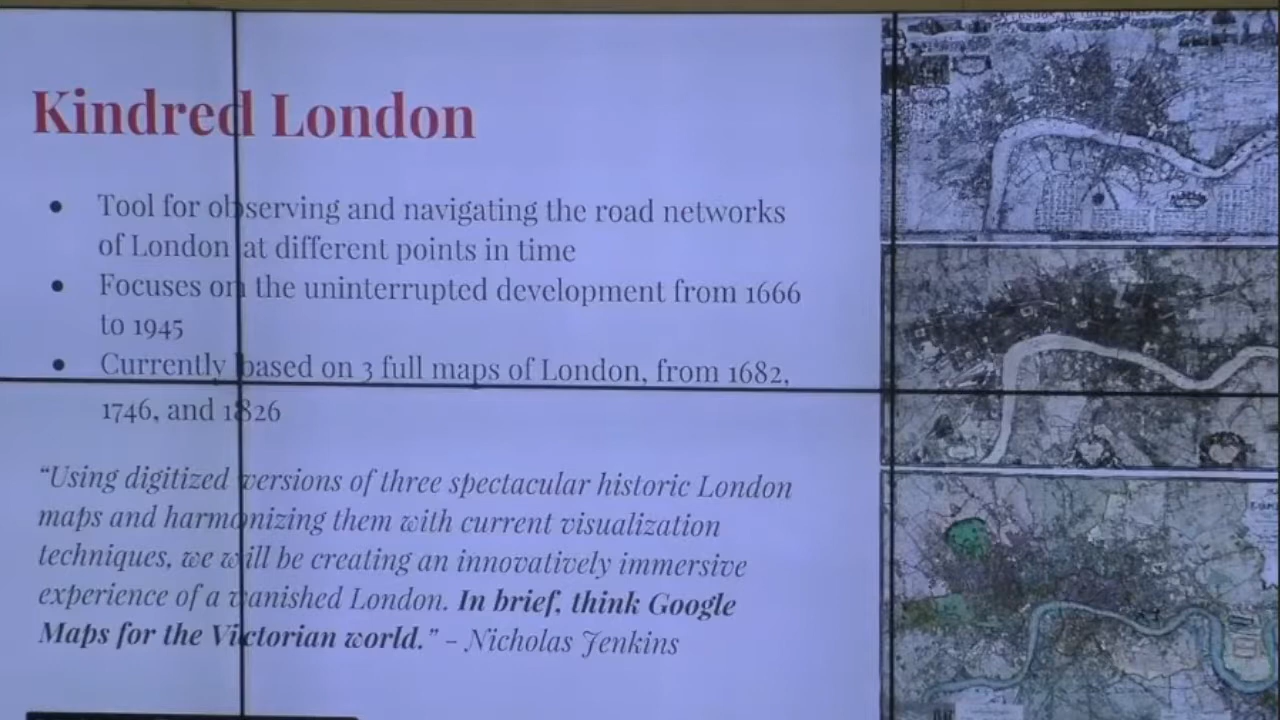 Kindred London
● Tool for observing and navigating the road networks
of London at different points in time
● Focuses on the uninterrupted development from 1666
to 1945
● Currently based on 3 full maps of London, from 1682,
1746, and 1826
“Using digitized versions of three spectacular historic London
maps and harmonizing them with current visualization
techniques, we will be creating an innovatively immersive
experience of a vanished London. In brief, think Google
Maps for the Victorian world.” – Nicholas Jenkins